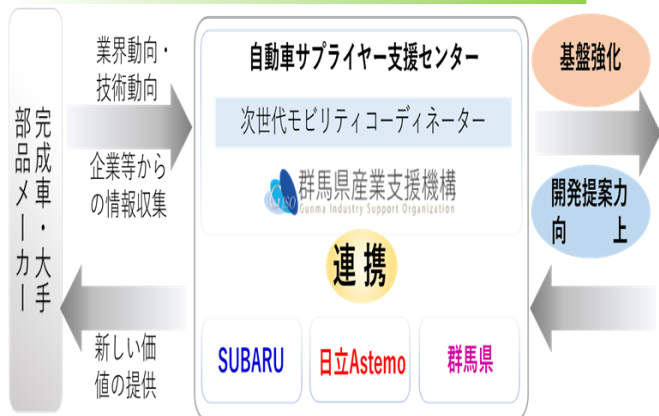 完成車・大手
部品メーカー
業界動向・
技術動向
企業等から
の情報収集
新しい価
値の提供
自動車サプライヤー支援センター
次世代モビリティコーディネーター
群馬県産業支援機構
Gunma Industry Support Organization
連携
SUBARU
日立Astemo
群馬県
基盤強化
開発提案力
向 上